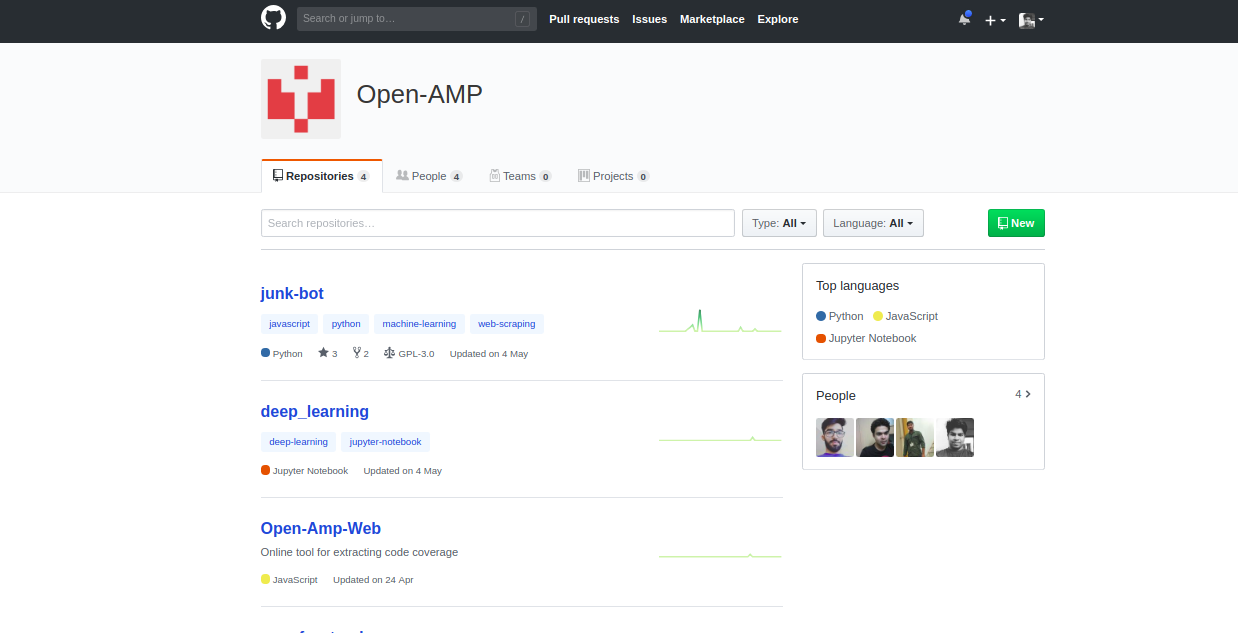 Search or jump to… /
Pull requests Issues Marketplace Explore
Open-AMP
Repositories 4 People 4 Teams 0 Projects 0
Search repositories… Type: All Language: All New
junk-bot
javascript python machine-learning web-scraping
Python 3 2 GPL-3.0 Updated on 4 May
deep_learning
deep-learning jupyter-notebook
Jupyter Notebook Updated on 4 May
Open-Amp-Web
Online tool for extracting code coverage
JavaScript Updated on 24 Apr
Top languages
Python JavaScript
Jupyter Notebook
People 4